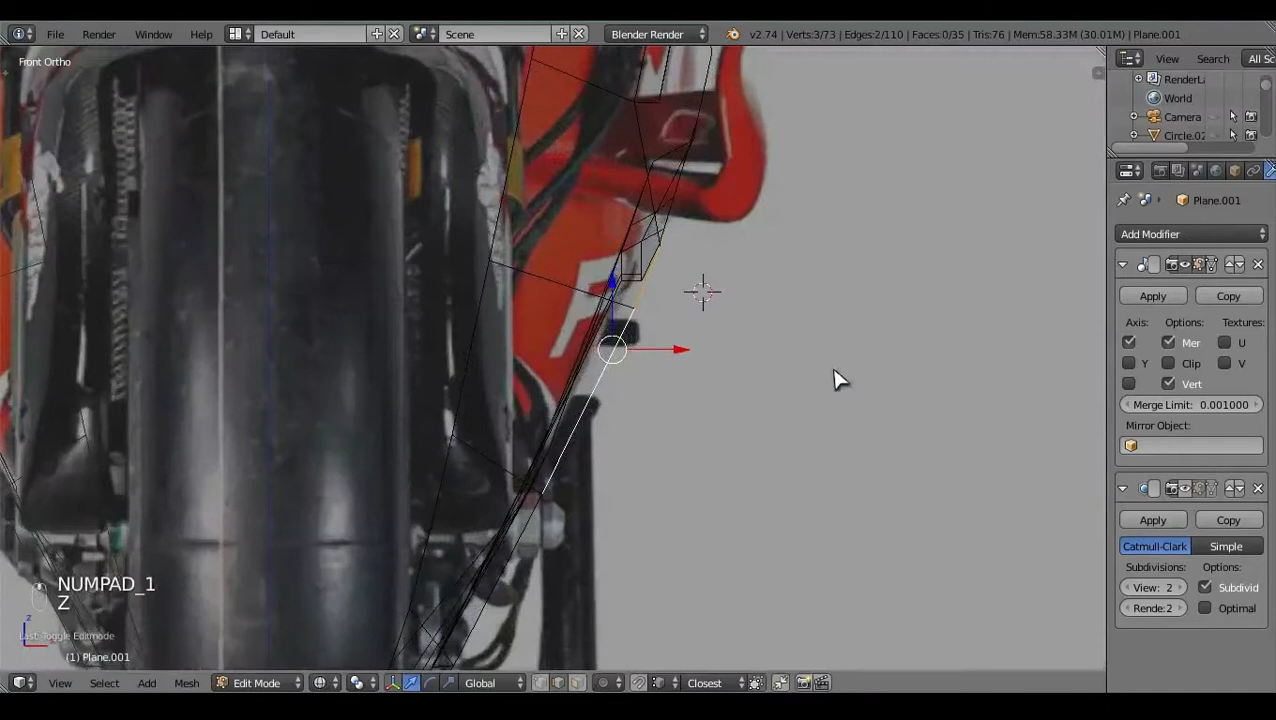 File Render Window Help Default Scene Blender Render v2.74 | Verts:3/73 | Edges:2/110 | Faces:0/35 | Tris:76 | Mem:58.33M (30.01M) | Plane.001
Front Ortho
View Search All Sc
RenderLa
World
Camera
Circle.02
Plane.001
Add Modifier
Apply Copy
Axis: Options: Textures:
Mer U
Y Clip V
Vert
Merge Limit: 0.001000
Mirror Object:
Apply Copy
Catmull-Clark Simple
Subdivisions: Options:
View: 2 Subdivid
Rende:2 Optimal
F
NUMPAD_1
Z
z
Last: Toggle Editmode
(1) Plane.001
View Select Add Mesh Edit Mode Global Closest